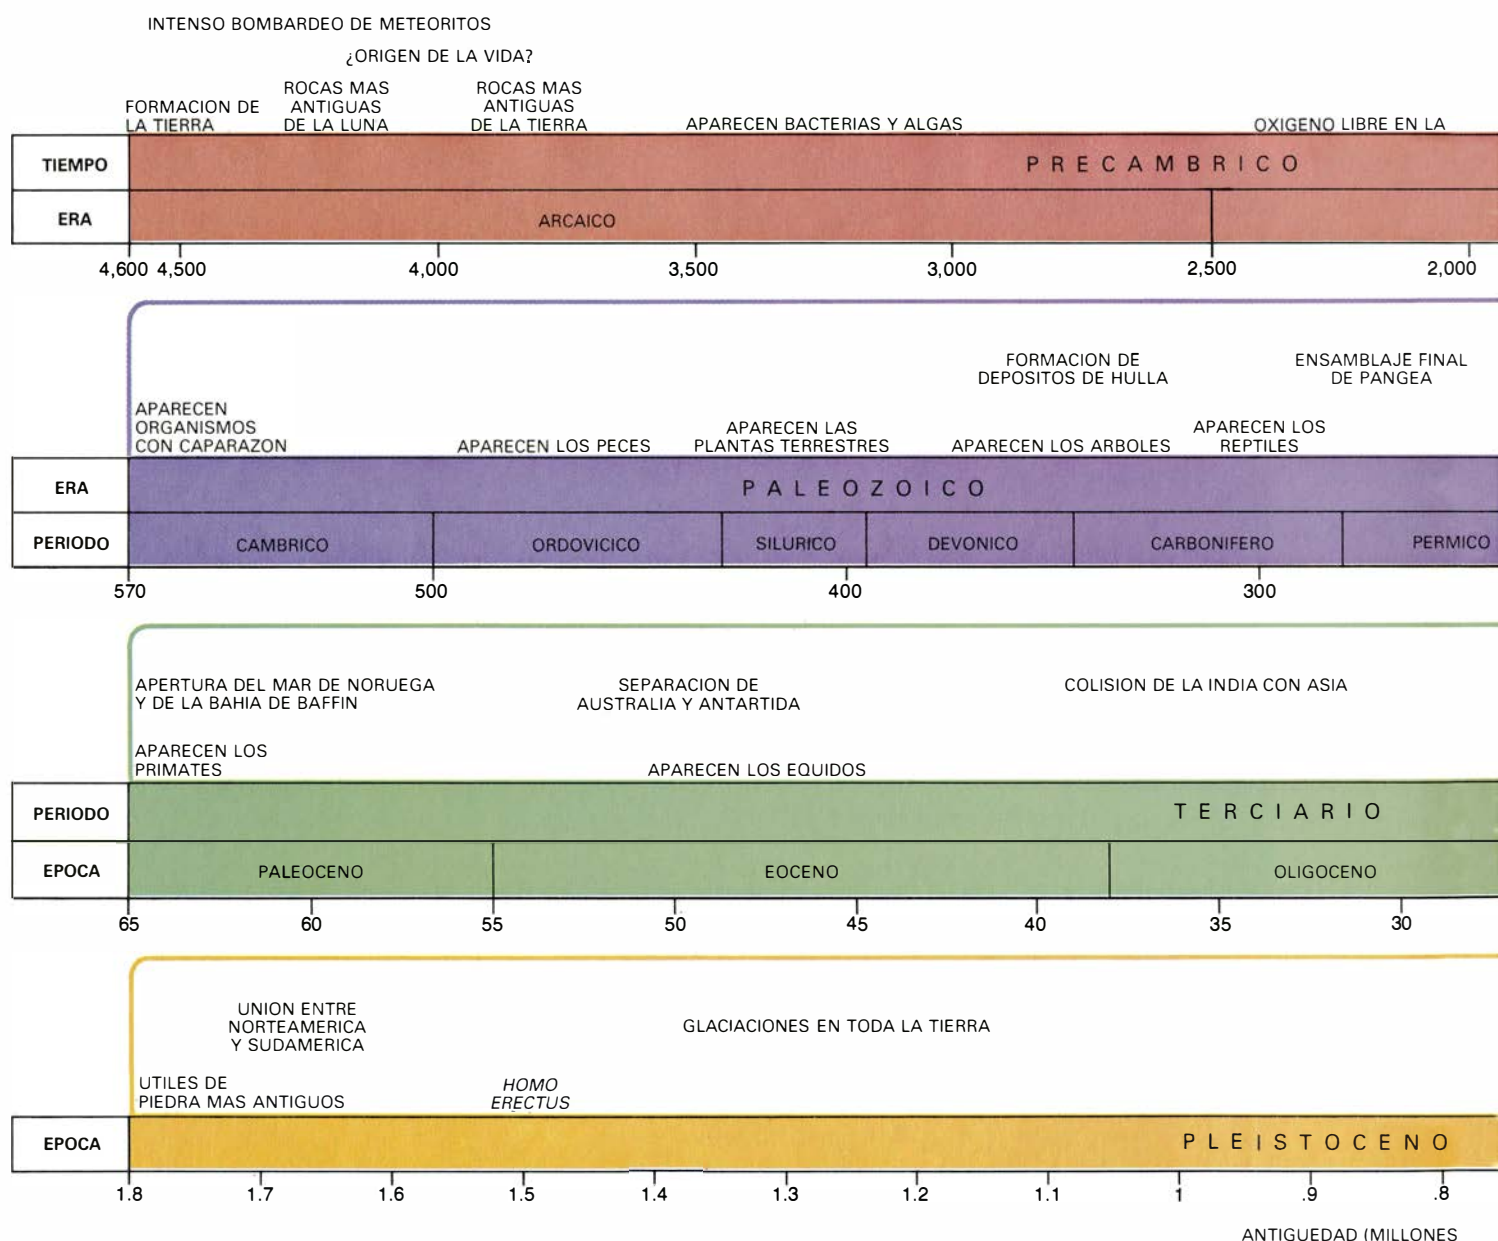 INTENSO BOMBARDEO DE METEORITOS
¿ORIGEN DE LA VIDA?
FORMACION DE
LA TIERRA
ROCAS MAS
ANTIGUAS
DE LA LUNA
ROCAS MAS
ANTIGUAS
DE LA TIERRA
APARECEN BACTERIAS Y ALGAS
OXIGENO LIBRE EN LA
TIEMPO
PRECAMBRICO
ERA
ARCAICO
4,600 4,500 4,000 3,500 3,000 2,500 2,000
APARECEN
ORGANISMOS
CON CAPARAZON
APARECEN LOS PECES
APARECEN LAS
PLANTAS TERRESTRES
FORMACION DE
DEPOSITOS DE HULLA
APARECEN LOS ARBOLES
APARECEN LOS
REPTILES
ENSAMBLAJE FINAL
DE PANGEA
ERA
PALEOZOICO
PERIODO
CAMBRICO ORDOVICICO SILURICO DEVONICO CARBONIFERO PERMICO
570 500 400 300
APERTURA DEL MAR DE NORUEGA
Y DE LA BAHIA DE BAFFIN
SEPARACION DE
AUSTRALIA Y ANTARTIDA
COLISION DE LA INDIA CON ASIA
APARECEN LOS
PRIMATES
APARECEN LOS EQUIDOS
PERIODO
TERCIARIO
EPOCA
PALEOCENO EOCENO OLIGOCENO
65 60 55 50 45 40 35 30
UNION ENTRE
NORTEAMERICA
Y SUDAMERICA
GLACIACIONES EN TODA LA TIERRA
UTILES DE
PIEDRA MAS ANTIGUOS
HOMO
ERECTUS
EPOCA
PLEISTOCENO
1.8 1.7 1.6 1.5 1.4 1.3 1.2 1.1 1 .9 .8
ANTIGUEDAD (MILLONES